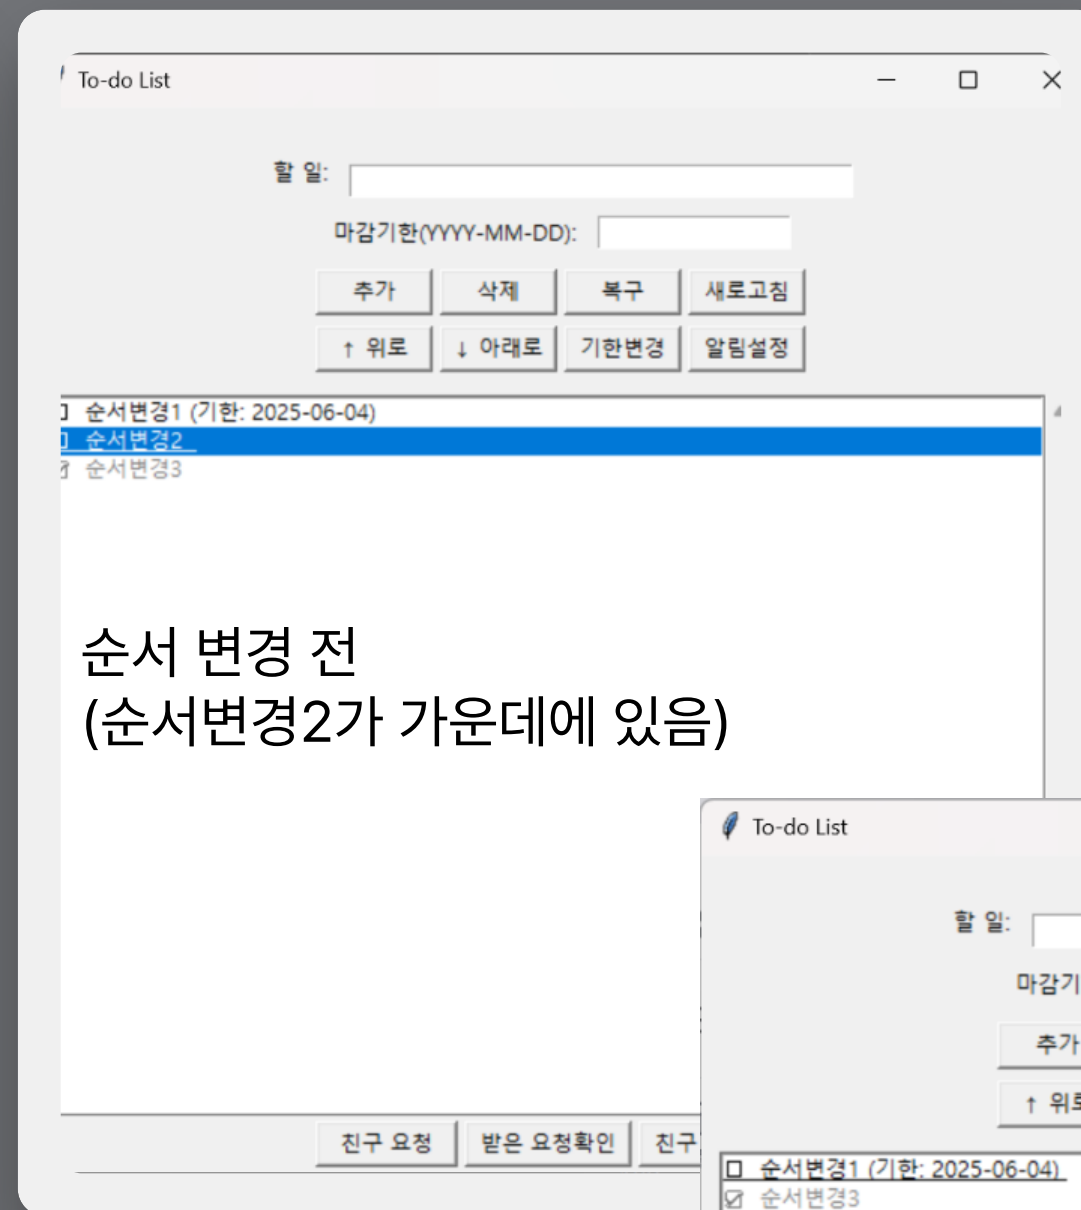 To-do List
할 일:
마감기한(YYYY-MM-DD):
추가 삭제 복구 새로고침
↑ 위로 ↓ 아래로 기한변경 알림설정
순서변경1 (기한: 2025-06-04)
순서변경2
순서변경3
순서 변경 전
(순서변경2가 가운데에 있음)
친구 요청 받은 요청확인 친구
To-do List
할 일:
마감기
추가
↑ 위로
순서변경1 (기한: 2025-06-04)
순서변경3